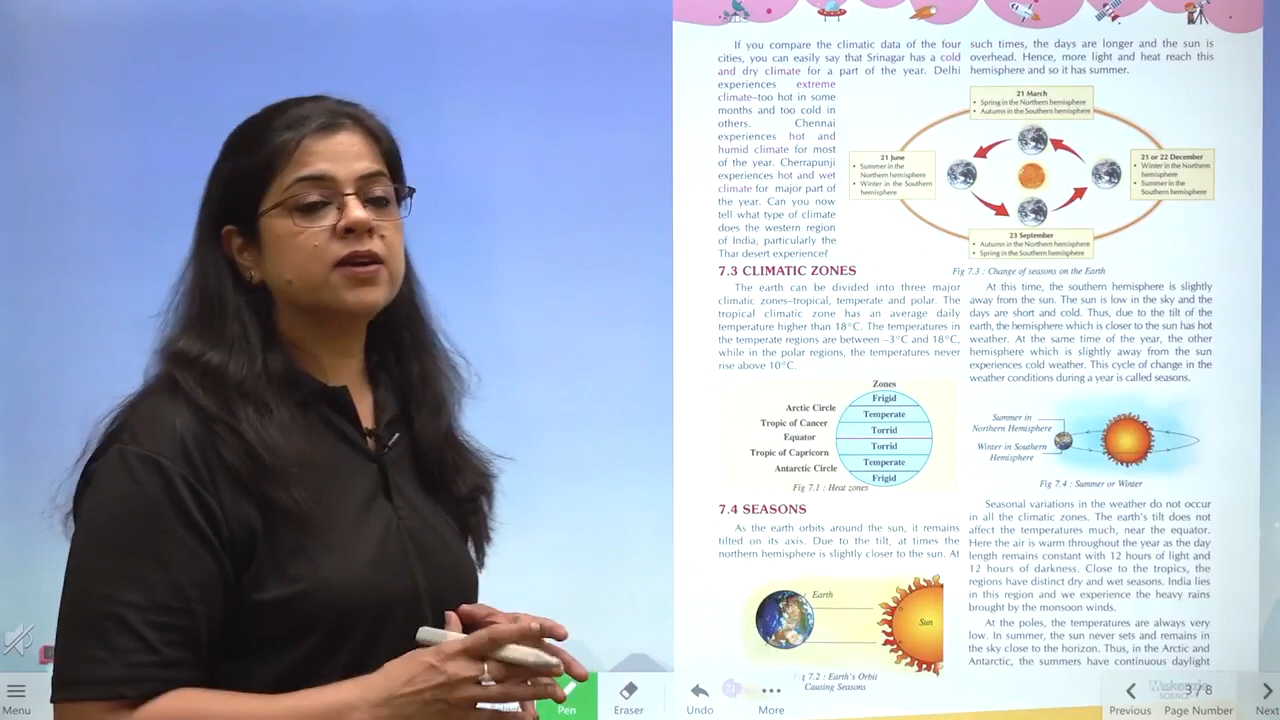 If you compare the climatic data of the four
cities, you can easily say that Srinagar has a cold
and dry climate for a part of the year. Delhi
experiences extreme
climate–too hot in some
months and too cold in
others. Chennai
experiences hot and
humid climate for most
of the year. Cherrapunji
experiences hot and wet
climate for major part of
the year. Can you now
tell what type of climate
does the western region
of India, particularly the
Thar desert experience?
7.3 CLIMATIC ZONES
The earth can be divided into three major
climatic zones–tropical, temperate and polar. The
tropical climatic zone has an average daily
temperature higher than 18°C. The temperatures in
the temperate regions are between –3°C and 18°C,
while in the polar regions, the temperatures never
rise above 10°C.
Zones
Arctic Circle
Tropic of Cancer
Equator
Tropic of Capricorn
Antarctic Circle
Frigid
Temperate
Torrid
Torrid
Temperate
Frigid
Fig 7.1 : Heat zones
7.4 SEASONS
As the earth orbits around the sun, it remains
tilted on its axis. Due to the tilt, at times the
northern hemisphere is slightly closer to the sun. At
Earth
Sun
7.2 : Earth's Orbit
Causing Seasons
such times, the days are longer and the sun is
overhead. Hence, more light and heat reach this
hemisphere and so it has summer.
21 March
• Spring in the Northern hemisphere
• Autumn in the Southern hemisphere
21 June
• Summer in the
Northern hemisphere
• Winter in the Southern
hemisphere
21 or 22 December
• Winter in the Northern
hemisphere
• Summer in the
Southern hemisphere
23 September
• Autumn in the Northern hemisphere
• Spring in the Southern hemisphere
Fig 7.3 : Change of seasons on the Earth
At this time, the southern hemisphere is slightly
away from the sun. The sun is low in the sky and the
days are short and cold. Thus, due to the tilt of the
earth, the hemisphere which is closer to the sun has hot
weather. At the same time of the year, the other
hemisphere which is slightly away from the sun
experiences cold weather. This cycle of change in the
weather conditions during a year is called seasons.
Summer in
Northern Hemisphere
Winter in Southern
Hemisphere
Fig 7.4 : Summer or Winter
Seasonal variations in the weather do not occur
in all the climatic zones. The earth's tilt does not
affect the temperatures much, near the equator.
Here the air is warm throughout the year as the day
length remains constant with 12 hours of light and
12 hours of darkness. Close to the tropics, the
regions have distinct dry and wet seasons. India lies
in this region and we experience the heavy rains
brought by the monsoon winds.
At the poles, the temperatures are always very
low. In summer, the sun never sets and remains in
the sky close to the horizon. Thus, in the Arctic and
Antarctic, the summers have continuous daylight
Menu
Pen
Eraser
Undo
More
Previous
/ 8
Page Number
Next